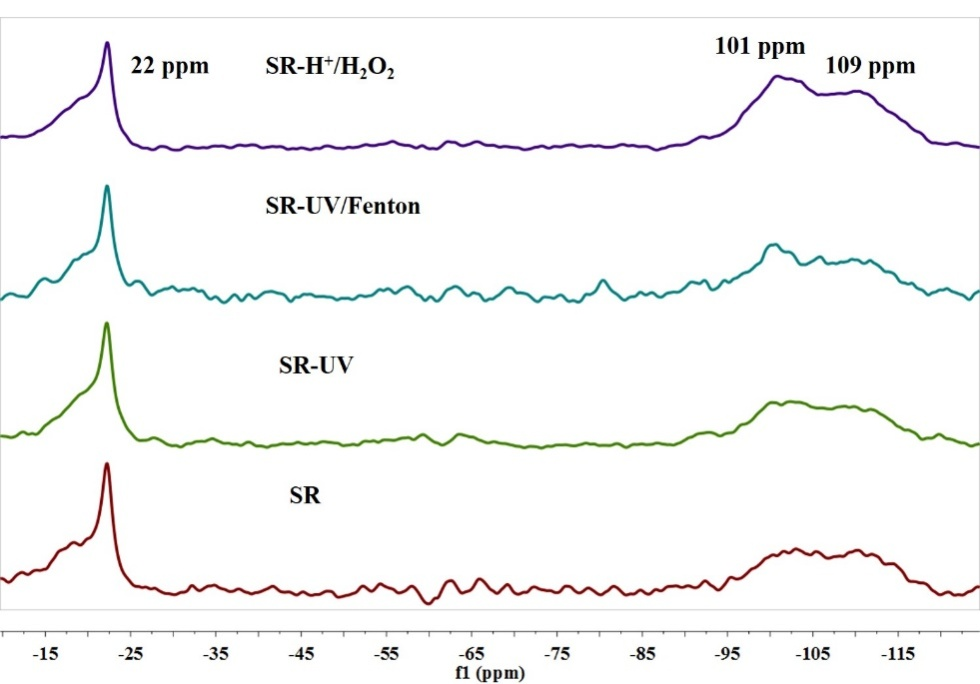 101 ppm
22 ppm SR-H⁺/H₂O₂ 109 ppm
SR-UV/Fenton
SR-UV
SR
-15 -25 -35 -45 -55 -65 -75 -85 -95 -105 -115
f1 (ppm)